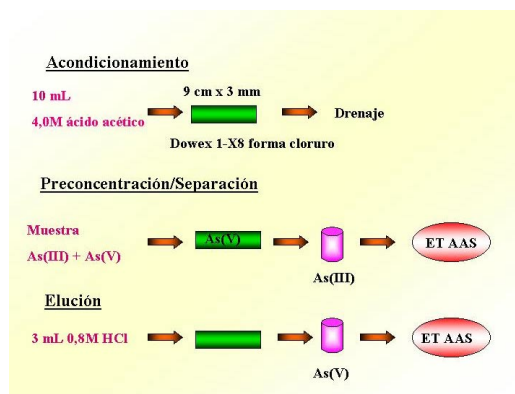 Acondicionamiento
10 mL
4,0M ácido acético
9 cm x 3 mm
Drenaje
Dowex 1-X8 forma cloruro
Preconcentración/Separación
Muestra
As(III) + As(V)
As(V)
As(III)
ET AAS
Elución
3 mL 0,8M HCl
As(V)
ET AAS